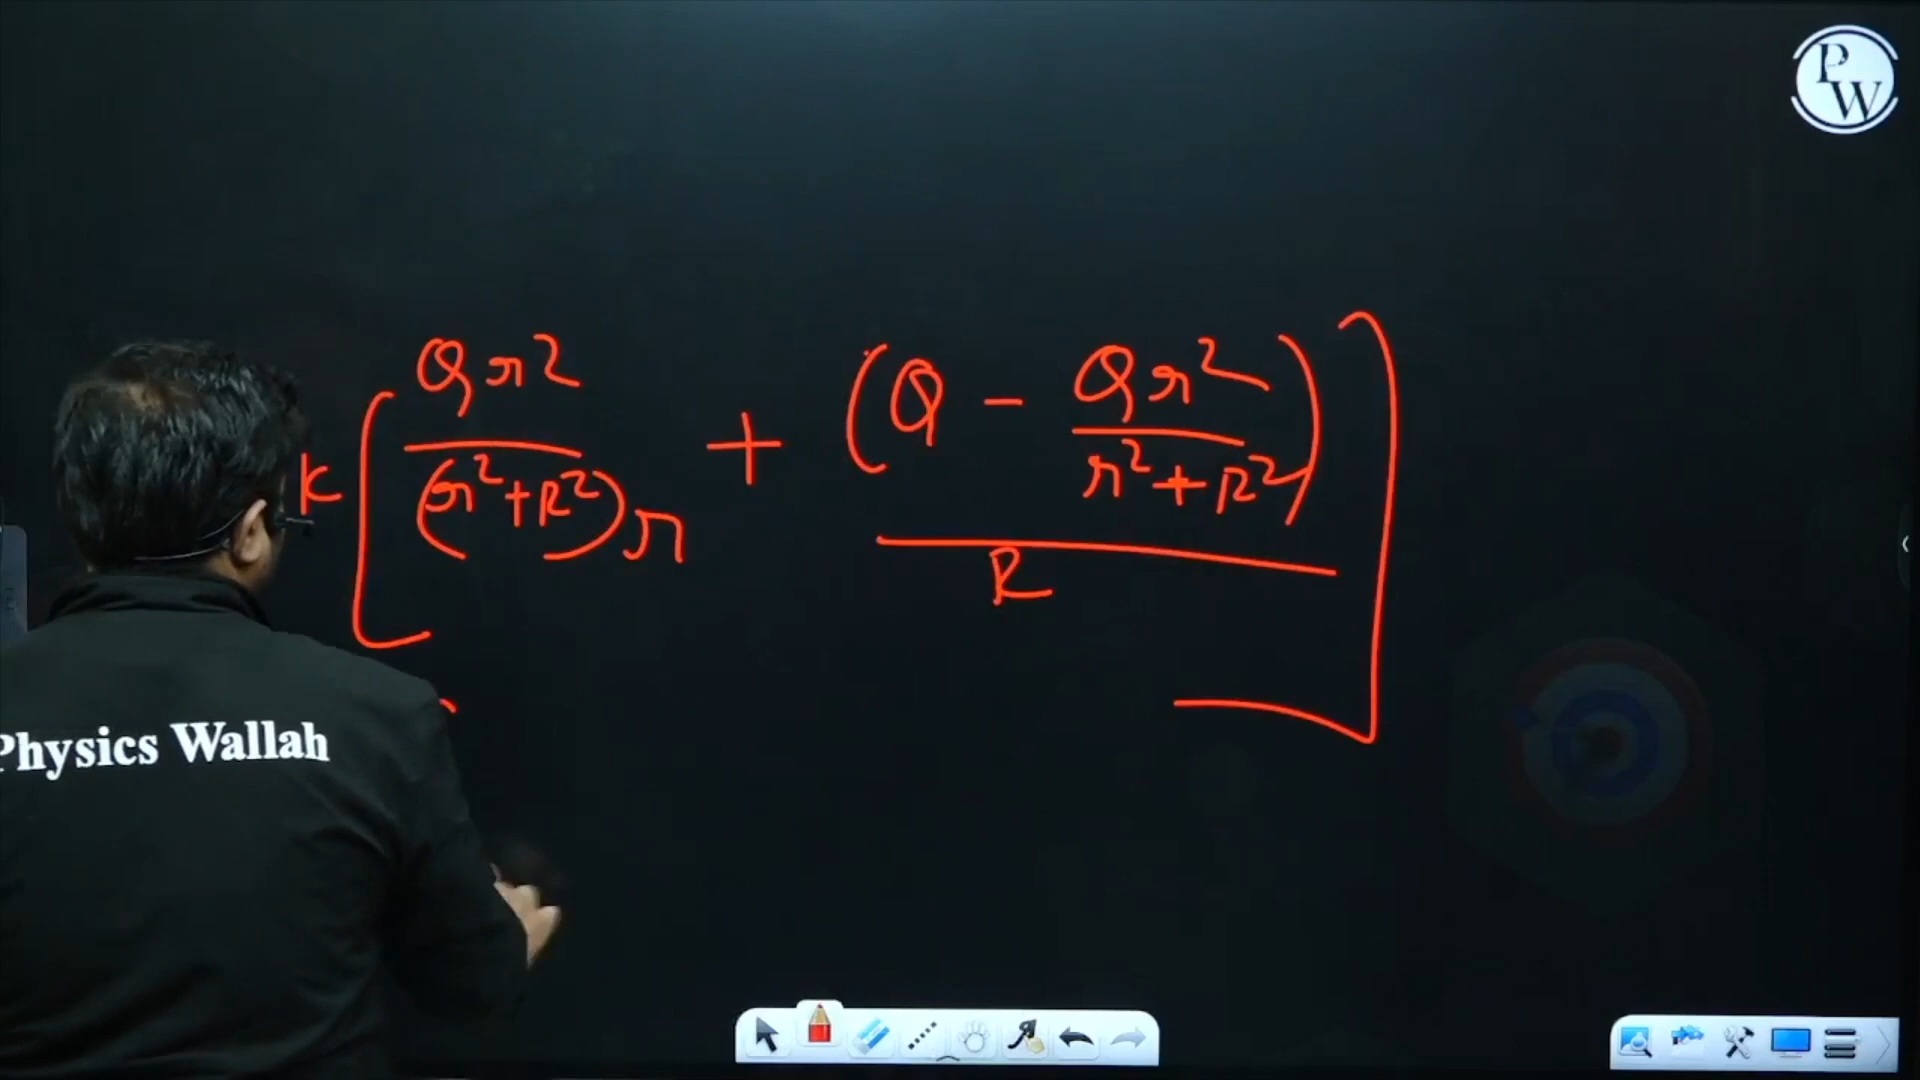 PW
K [ Qr² / (r²+R²)r + (Q - Qr² / r²+R²) / R ]
Physics Wallah